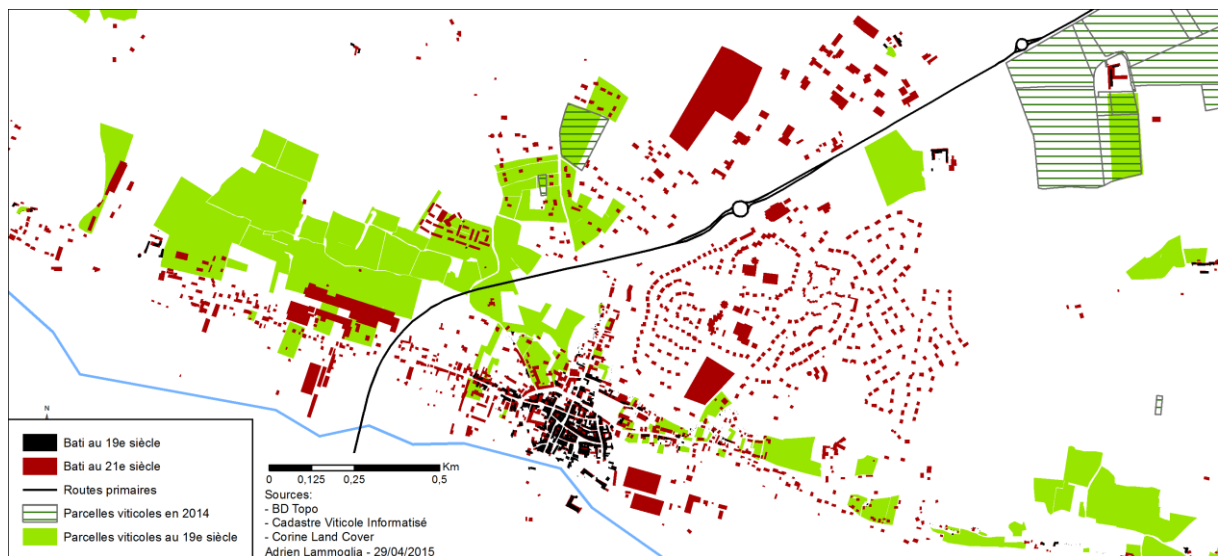 N
Bati au 19e siècle
Bati au 21e siècle
Routes primaires
Parcelles viticoles en 2014
Parcelles viticoles au 19e siècle
Km
0 0,125 0,25 0,5
Sources:
- BD Topo
- Cadastre Viticole Informatisé
- Corine Land Cover
Adrien Lammoglia - 29/04/2015